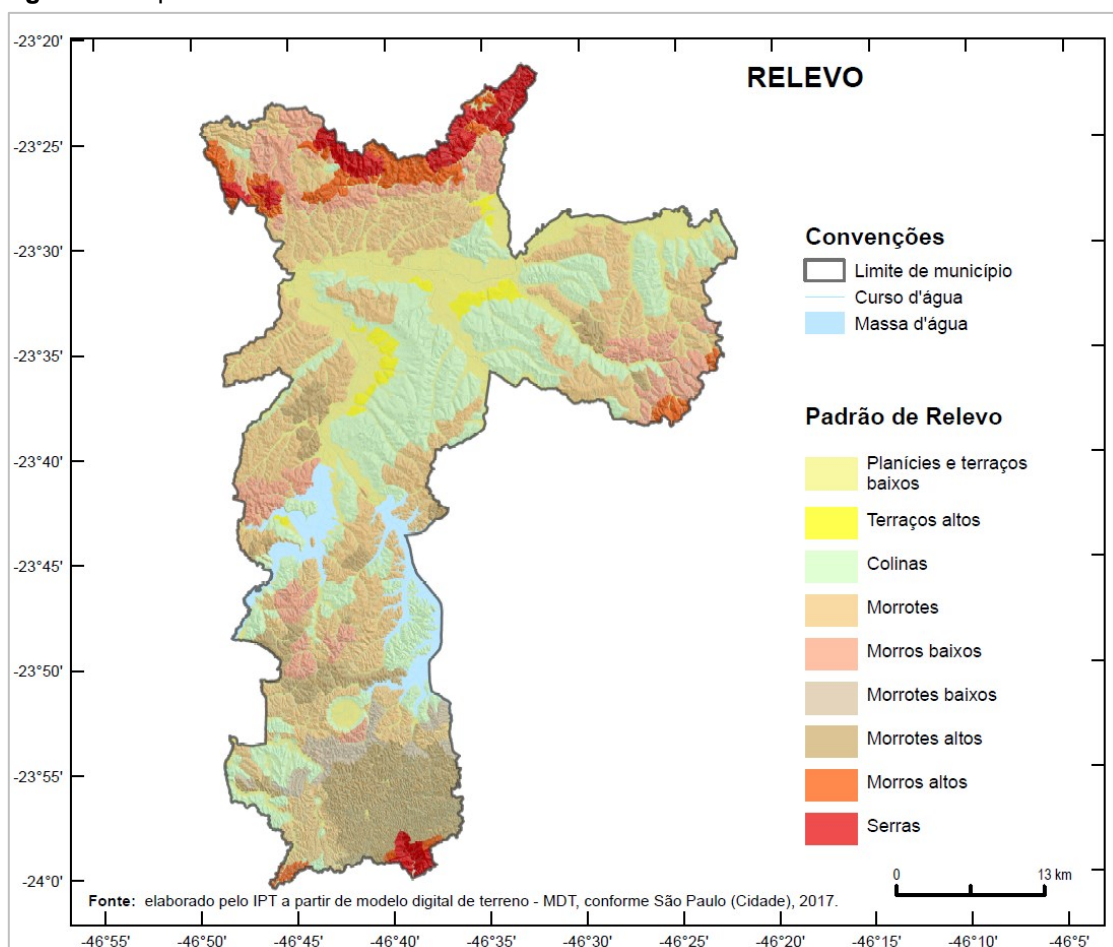 RELEVO
-23°20'
-23°25'
-23°30'
-23°35'
-23°40'
-23°45'
-23°50'
-23°55'
-24°0'
Convenções
Limite de município
Curso d'água
Massa d'água
Padrão de Relevo
Planícies e terraços
baixos
Terraços altos
Colinas
Morrotes
Morros baixos
Morrotes baixos
Morrotes altos
Morros altos
Serras
0 13 km
Fonte: elaborado pelo IPT a partir de modelo digital de terreno - MDT, conforme São Paulo (Cidade), 2017.
-46°55' -46°50' -46°45' -46°40' -46°35' -46°30' -46°25' -46°20' -46°15' -46°10' -46°5'